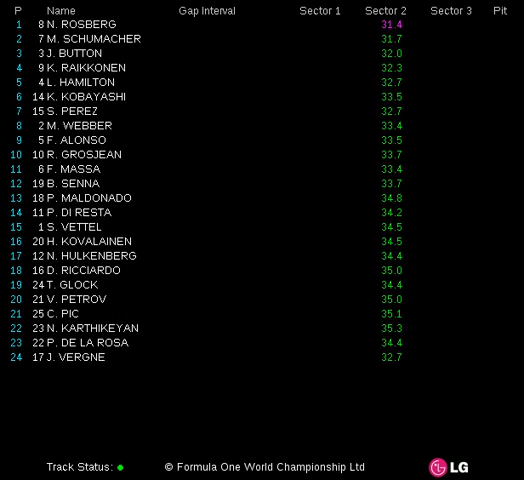 P Name Gap Interval Sector 1 Sector 2 Sector 3 Pit
1 8 N. ROSBERG 31.4
2 7 M. SCHUMACHER 31.7
3 3 J. BUTTON 32.0
4 9 K. RAIKKONEN 32.3
5 4 L. HAMILTON 32.7
6 14 K. KOBAYASHI 33.5
7 15 S. PEREZ 32.7
8 2 M. WEBBER 33.4
9 5 F. ALONSO 33.5
10 10 R. GROSJEAN 33.7
11 6 F. MASSA 33.4
12 19 B. SENNA 33.7
13 18 P. MALDONADO 34.8
14 11 P. DI RESTA 34.2
15 1 S. VETTEL 34.5
16 20 H. KOVALAINEN 34.5
17 12 N. HULKENBERG 34.4
18 16 D. RICCIARDO 35.0
19 24 T. GLOCK 34.4
20 21 V. PETROV 35.0
21 25 C. PIC 35.1
22 23 N. KARTHIKEYAN 35.3
23 22 P. DE LA ROSA 34.4
24 17 J. VERGNE 32.7
Track Status: © Formula One World Championship Ltd LG